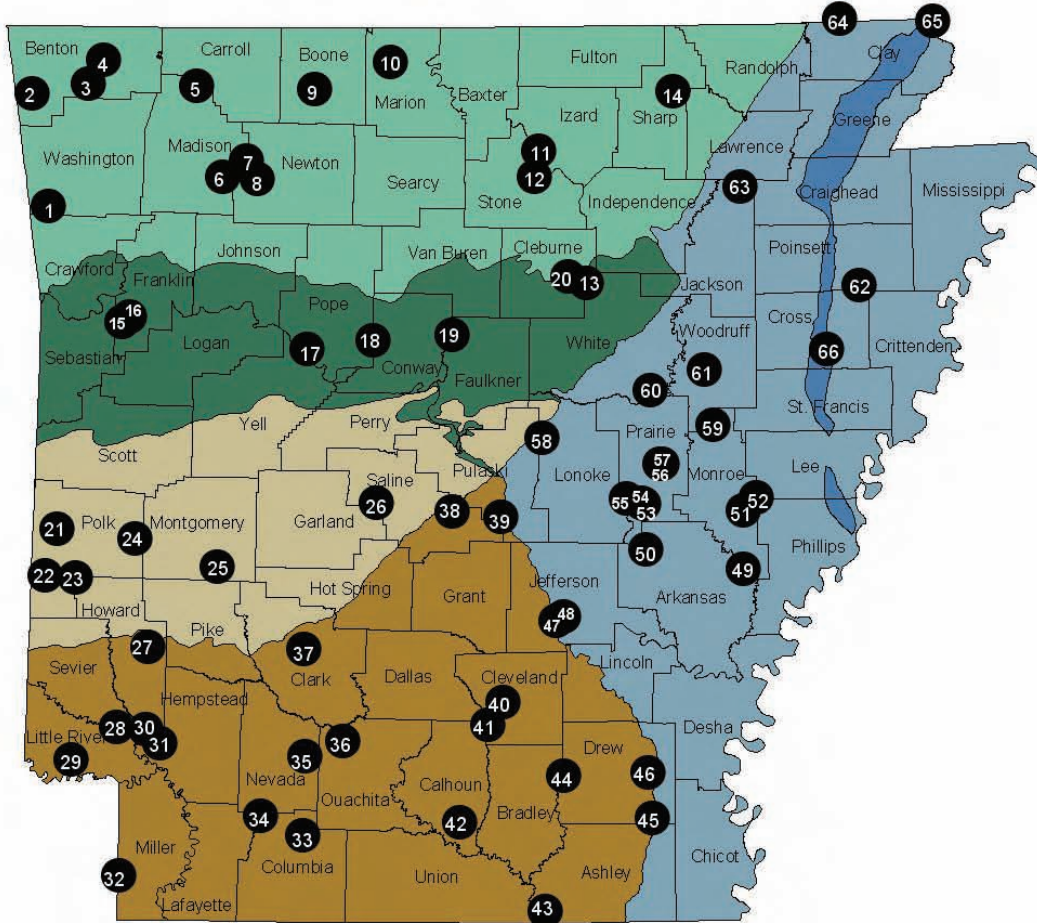 64
65
Benton
Carroll
Boone
10
Fulton
Randolph
Clay
4
3
2
5
9
Marion
Baxter
14
Izard
Sharp
Greene
Washington
Madison
7
6
8
Newton
Searcy
11
12
Stone
Independence
Lawrence
63
Craighead
Mississippi
1
Johnson
Van Buren
Cleburne
Poinsett
Crawford
Franklin
20
13
Jackson
62
16
15
Pope
Woodruff
Cross
Sebastian
Logan
17
18
19
White
66
Crittenden
Conway
Faulkner
61
60
St. Francis
Yell
Perry
59
Scott
58
Prairie
Pulaski
57
56
Monroe
Lee
Saline
Lonoke
26
55
54
53
52
51
21
Polk
Montgomery
Garland
38
39
24
50
Phillips
22
23
25
49
Hot Spring
Jefferson
Grant
Arkansas
Howard
48
47
Pike
27
37
Lincoln
Sevier
Clark
Dallas
Cleveland
Hempstead
40
41
28
30
31
Desha
Little River
29
36
35
Drew
Nevada
44
46
Calhoun
Ouachita
34
42
Bradley
45
33
Miller
Columbia
Chicot
32
Union
Ashley
Lafayette
43